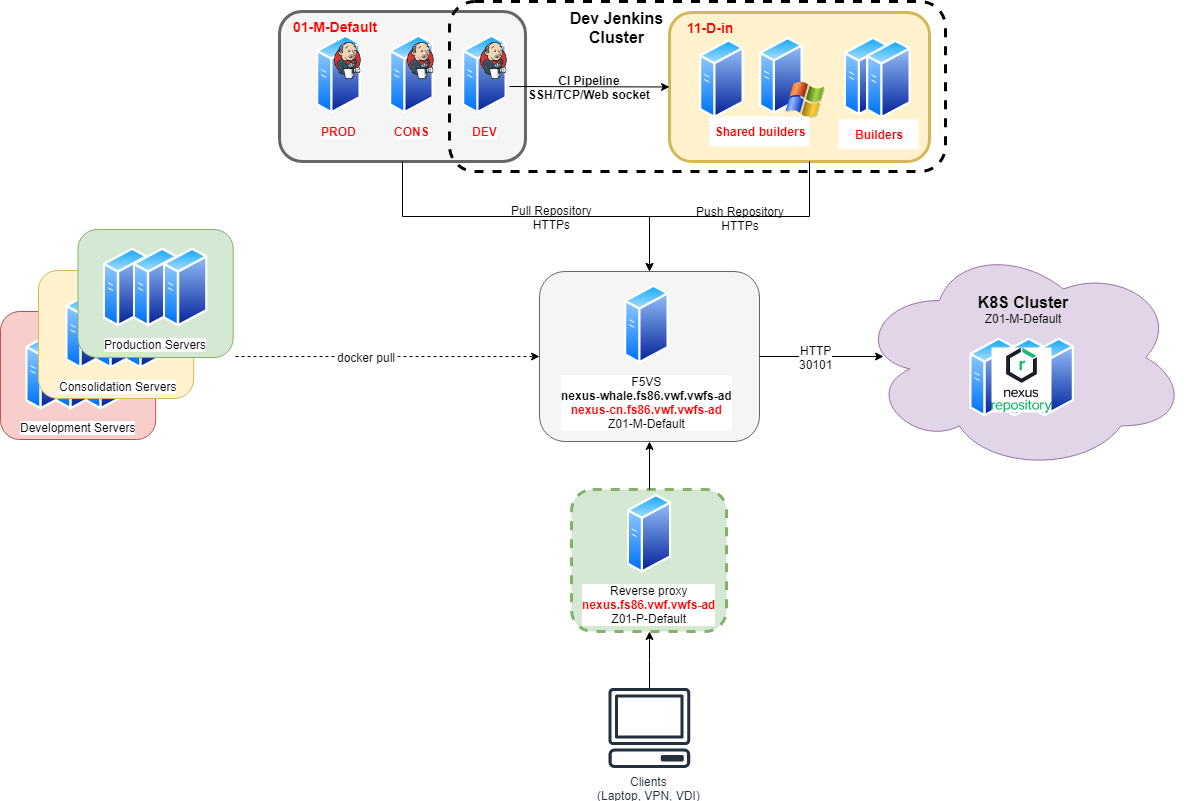 01-M-Default
Dev Jenkins
Cluster
11-D-in
CI Pipeline
SSH/TCP/Web socket
PROD
CONS
DEV
Shared builders
Builders
Pull Repository
HTTPs
Push Repository
HTTPs
Production Servers
Consolidation Servers
Development Servers
docker pull
F5VS
nexus-whale.fs86.vwf.vwfs-ad
nexus-cn.fs86.vwf.vwfs-ad
Z01-M-Default
HTTP
30101
K8S Cluster
Z01-M-Default
r
nexus
repository
Reverse proxy
nexus.fs86.vwf.vwfs-ad
Z01-P-Default
Clients
(Laptop, VPN, VDI)